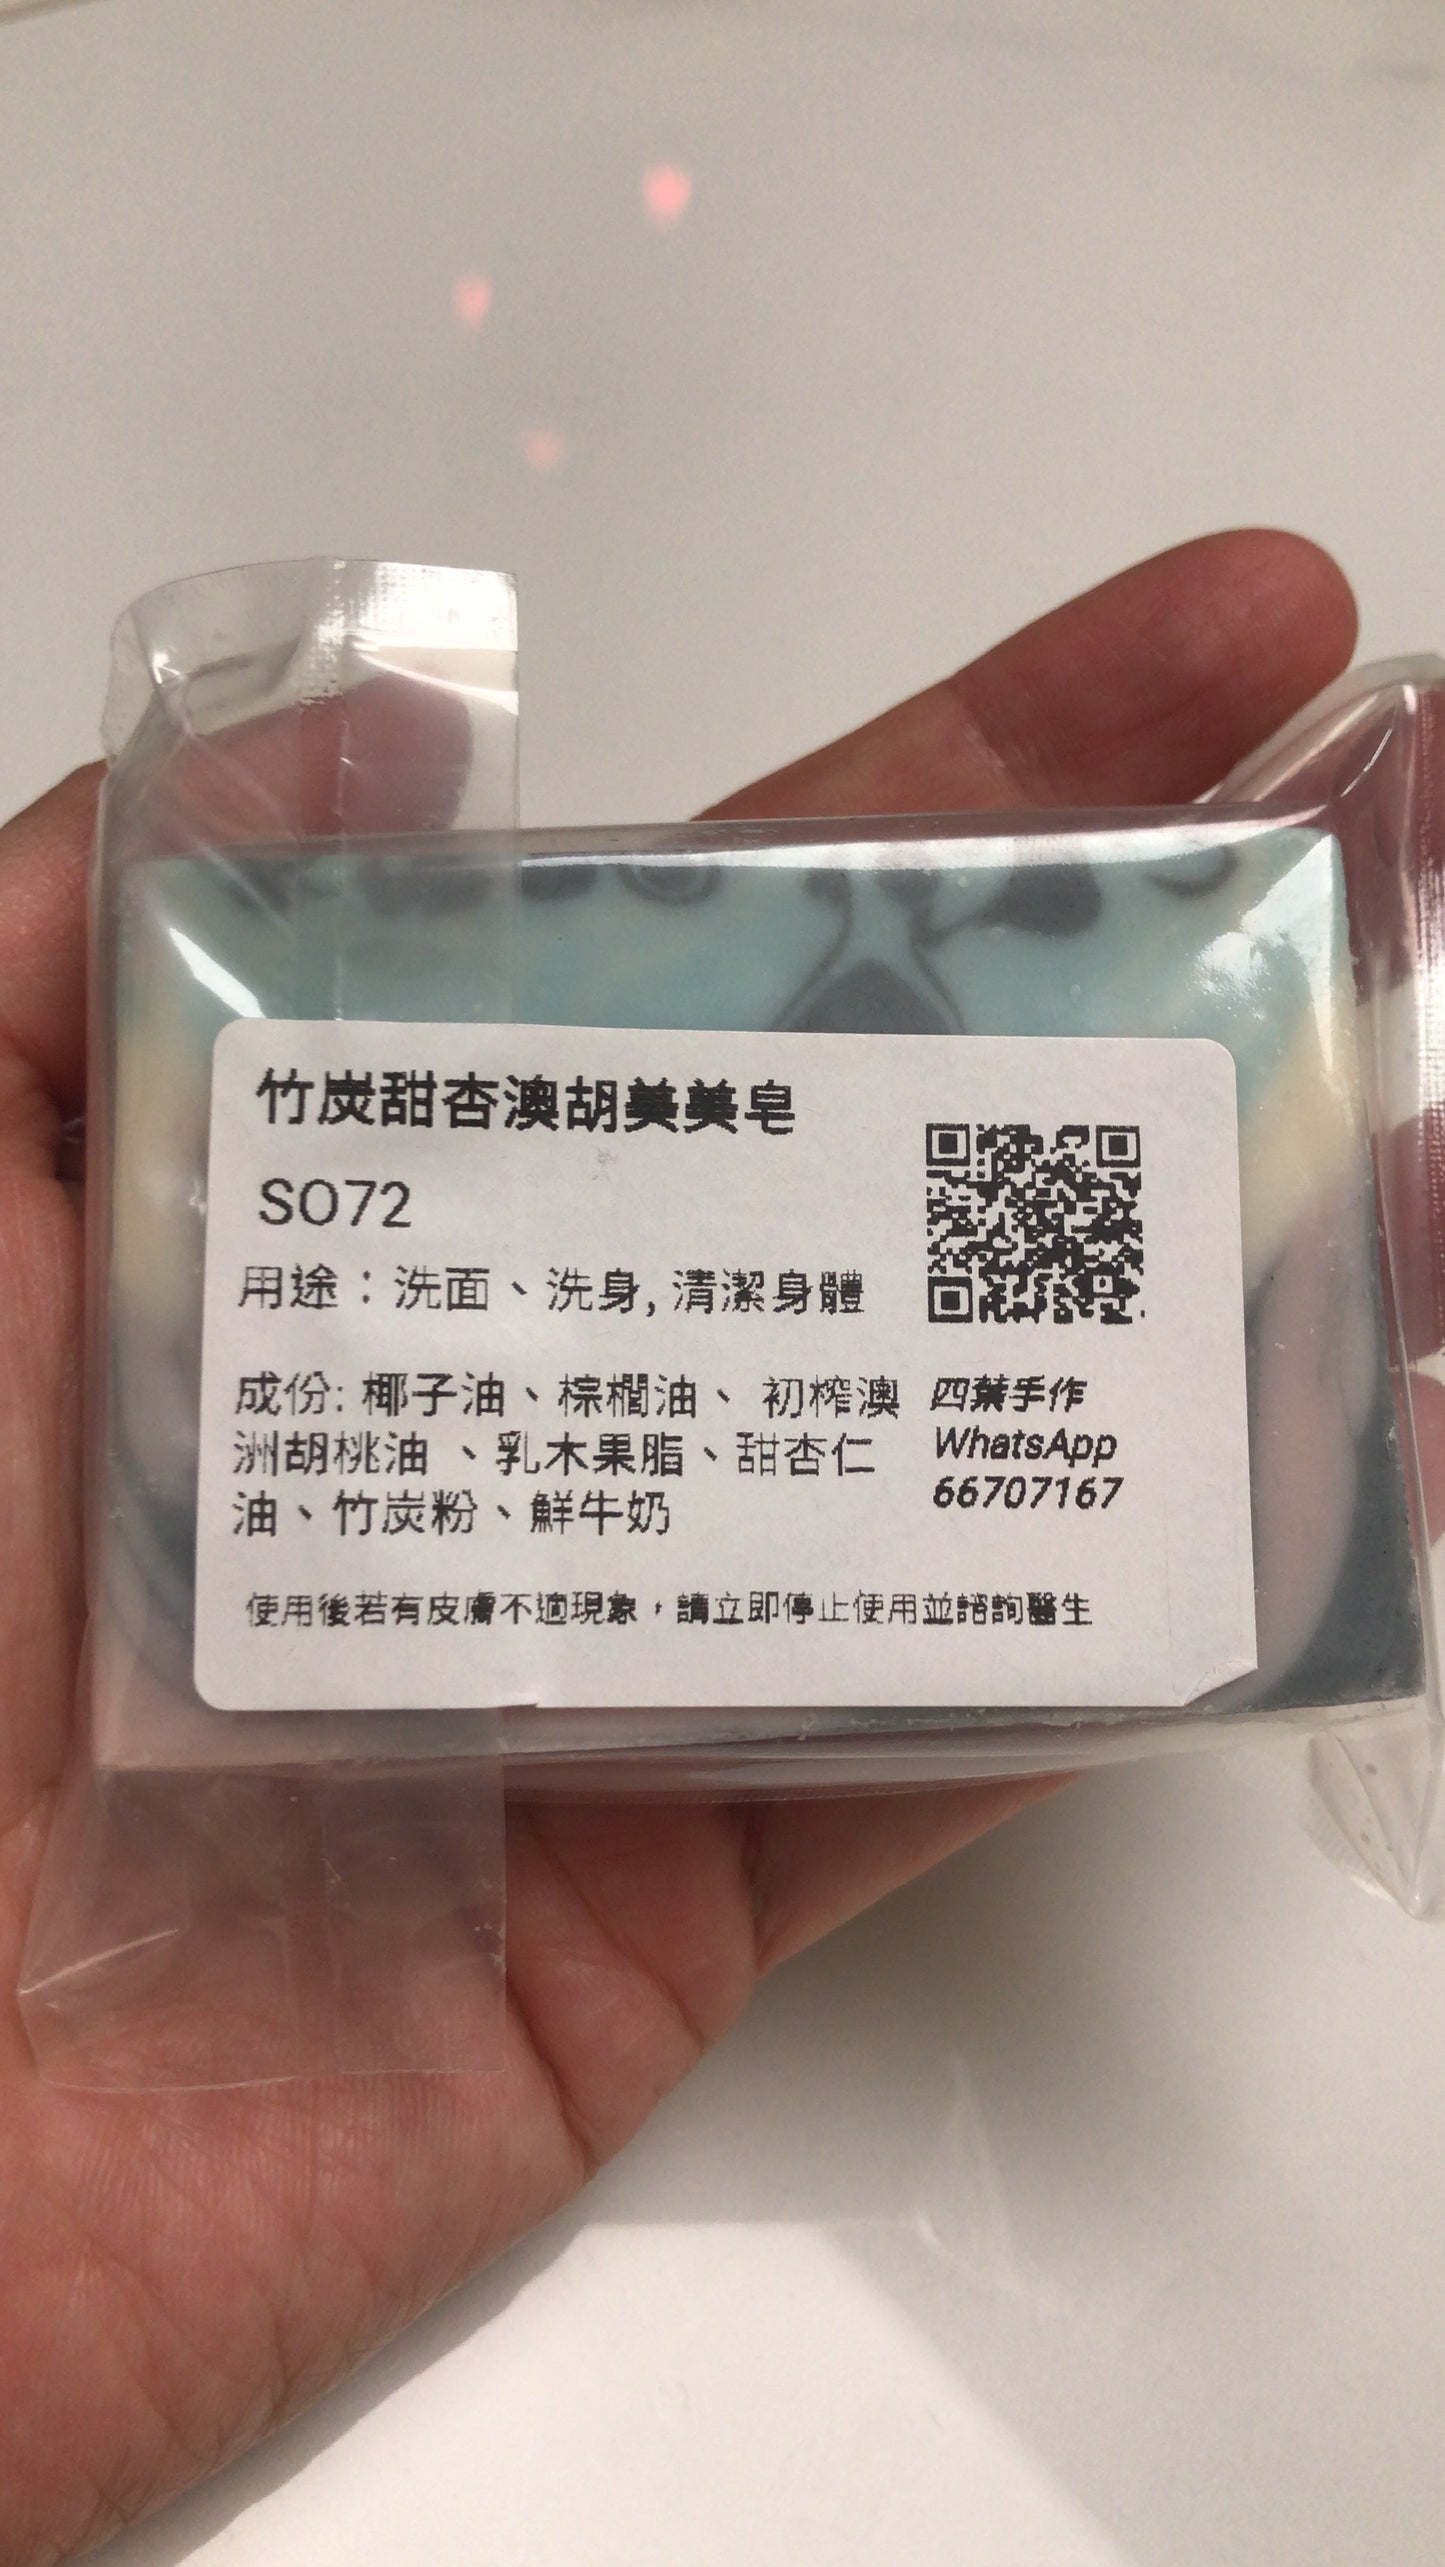 竹炭甜杏澳胡美美皂
SO72
用途：洗面、洗身, 清潔身體
成份: 椰子油、棕櫚油、 初榨澳
洲胡桃油 、乳木果脂、甜杏仁
油、竹炭粉、鮮牛奶
四葉手作
WhatsApp
66707167
使用後若有皮膚不適現象，請立即停止使用並諮詢醫生